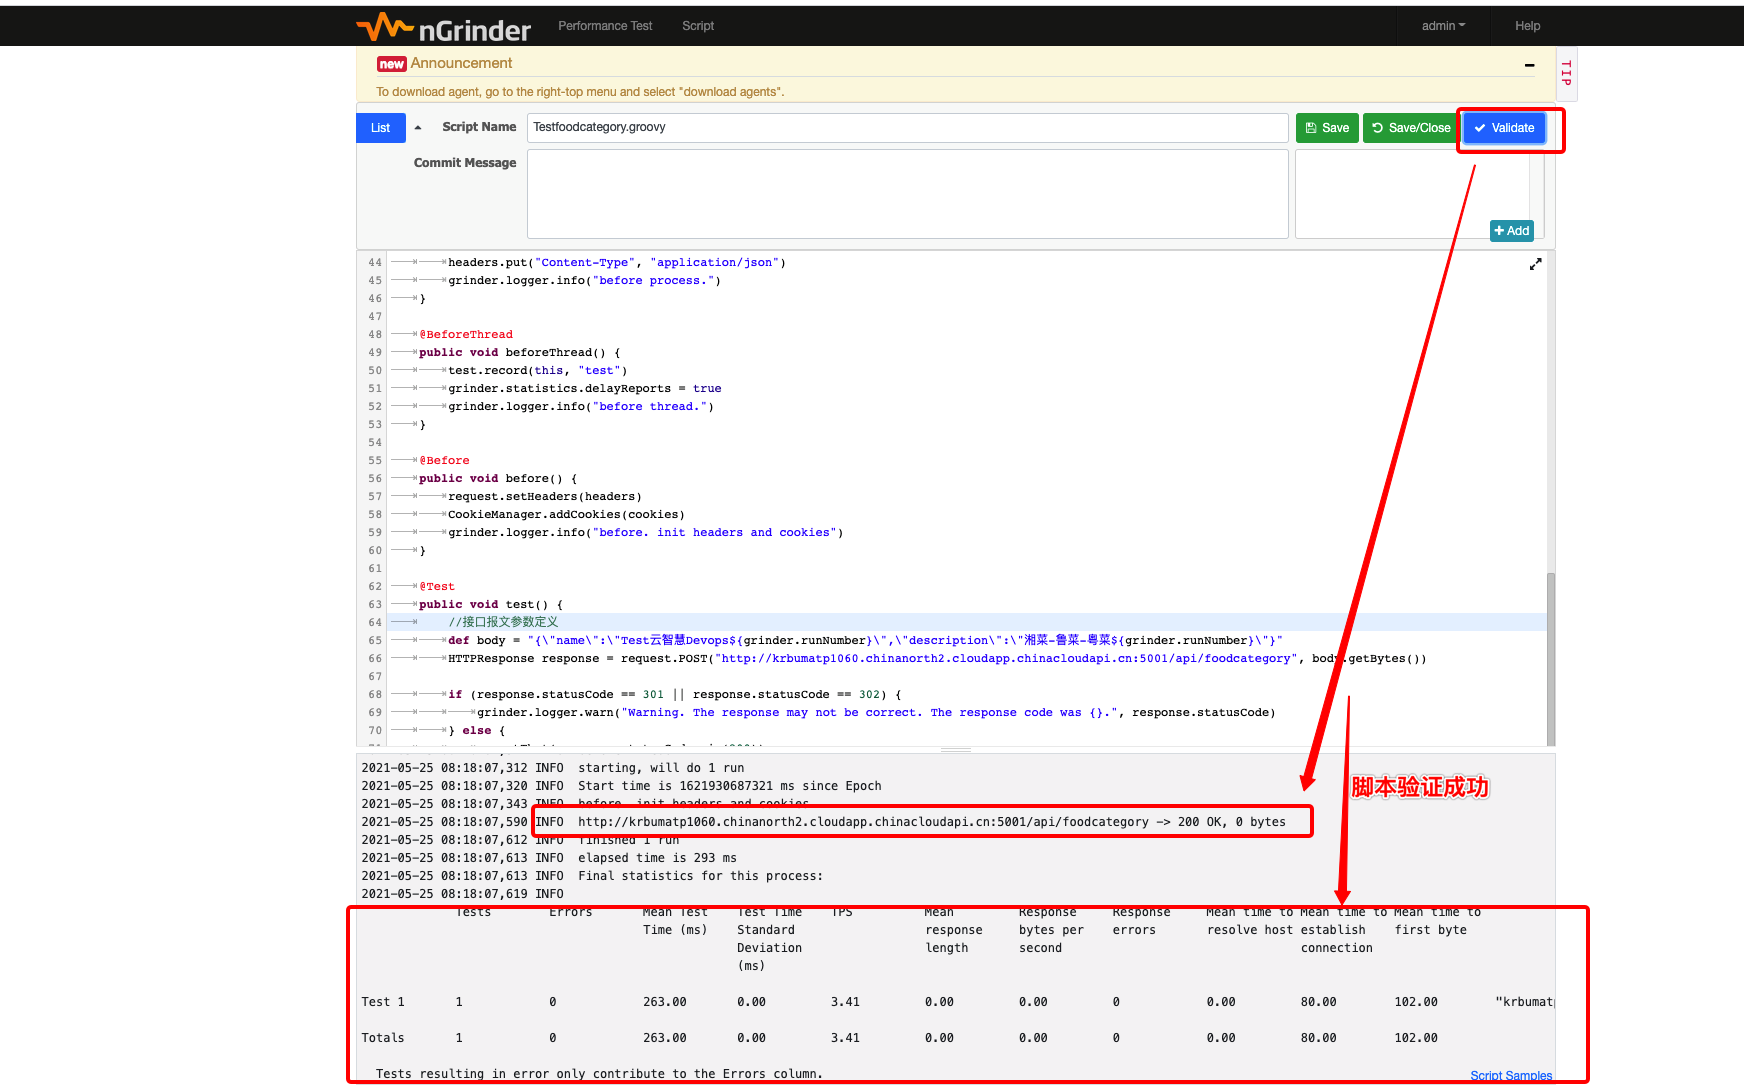 nGrinder Performance Test Script admin Help
new Announcement
TIP
To download agent, go to the right-top menu and select "download agents".
List Script Name Testfoodcategory.groovy Save Save/Close Validate
Commit Message
Add
44 headers.put("Content-Type", "application/json")
45 grinder.logger.info("before process.")
46 }
47
48 @BeforeThread
49 public void beforeThread() {
50 test.record(this, "test")
51 grinder.statistics.delayReports = true
52 grinder.logger.info("before thread.")
53 }
54
55 @Before
56 public void before() {
57 request.setHeaders(headers)
58 CookieManager.addCookies(cookies)
59 grinder.logger.info("before. init headers and cookies")
60 }
61
62 @Test
63 public void test() {
64 //接口报文参数定义
65 def body = "{\"name\":\"Test云智慧Devops${grinder.runNumber}\",\"description\":\"湘菜-鲁菜-粤菜${grinder.runNumber}\"}"
66 HTTPResponse response = request.POST("http://krbumatp1060.chinanorth2.cloudapp.chinacloudapi.cn:5001/api/foodcategory", body.getBytes())
67
68 if (response.statusCode == 301 || response.statusCode == 302) {
69 grinder.logger.warn("Warning. The response may not be correct. The response code was {}.", response.statusCode)
70 } else {
2021-05-25 08:18:07,312 INFO starting, will do 1 run
2021-05-25 08:18:07,320 INFO Start time is 1621930687321 ms since Epoch
2021-05-25 08:18:07,343 INFO before. init headers and cookies
脚本验证成功
2021-05-25 08:18:07,590 INFO http://krbumatp1060.chinanorth2.cloudapp.chinacloudapi.cn:5001/api/foodcategory -> 200 OK, 0 bytes
2021-05-25 08:18:07,612 INFO finished 1 run
2021-05-25 08:18:07,613 INFO elapsed time is 293 ms
2021-05-25 08:18:07,613 INFO Final statistics for this process:
2021-05-25 08:18:07,619 INFO
Tests Errors Mean Test Test Time TPS Mean Response Response Mean time to Mean time to Mean time to
Time (ms) Standard response bytes per errors resolve host establish first byte
Deviation length second connection
(ms)
Test 1 1 0 263.00 0.00 3.41 0.00 0.00 0 0.00 80.00 102.00 "krbumatp
Totals 1 0 263.00 0.00 3.41 0.00 0.00 0 0.00 80.00 102.00
Tests resulting in error only contribute to the Errors column.
Script Samples